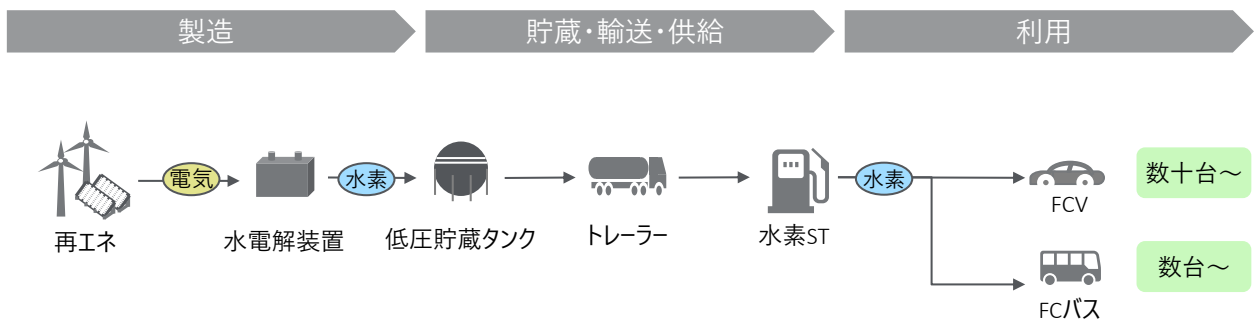 製造
貯蔵・輸送・供給
利用
電気
水素
水素
数十台～
FCV
再エネ
水電解装置
低圧貯蔵タンク
トレーラー
水素ST
数台～
FCバス